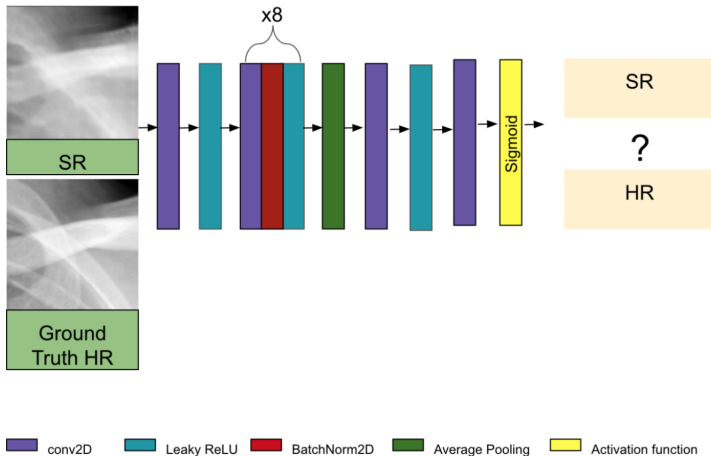 x8
SR
Ground
Truth HR
Sigmoid
SR
?
HR
conv2D
Leaky ReLU
BatchNorm2D
Average Pooling
Activation function